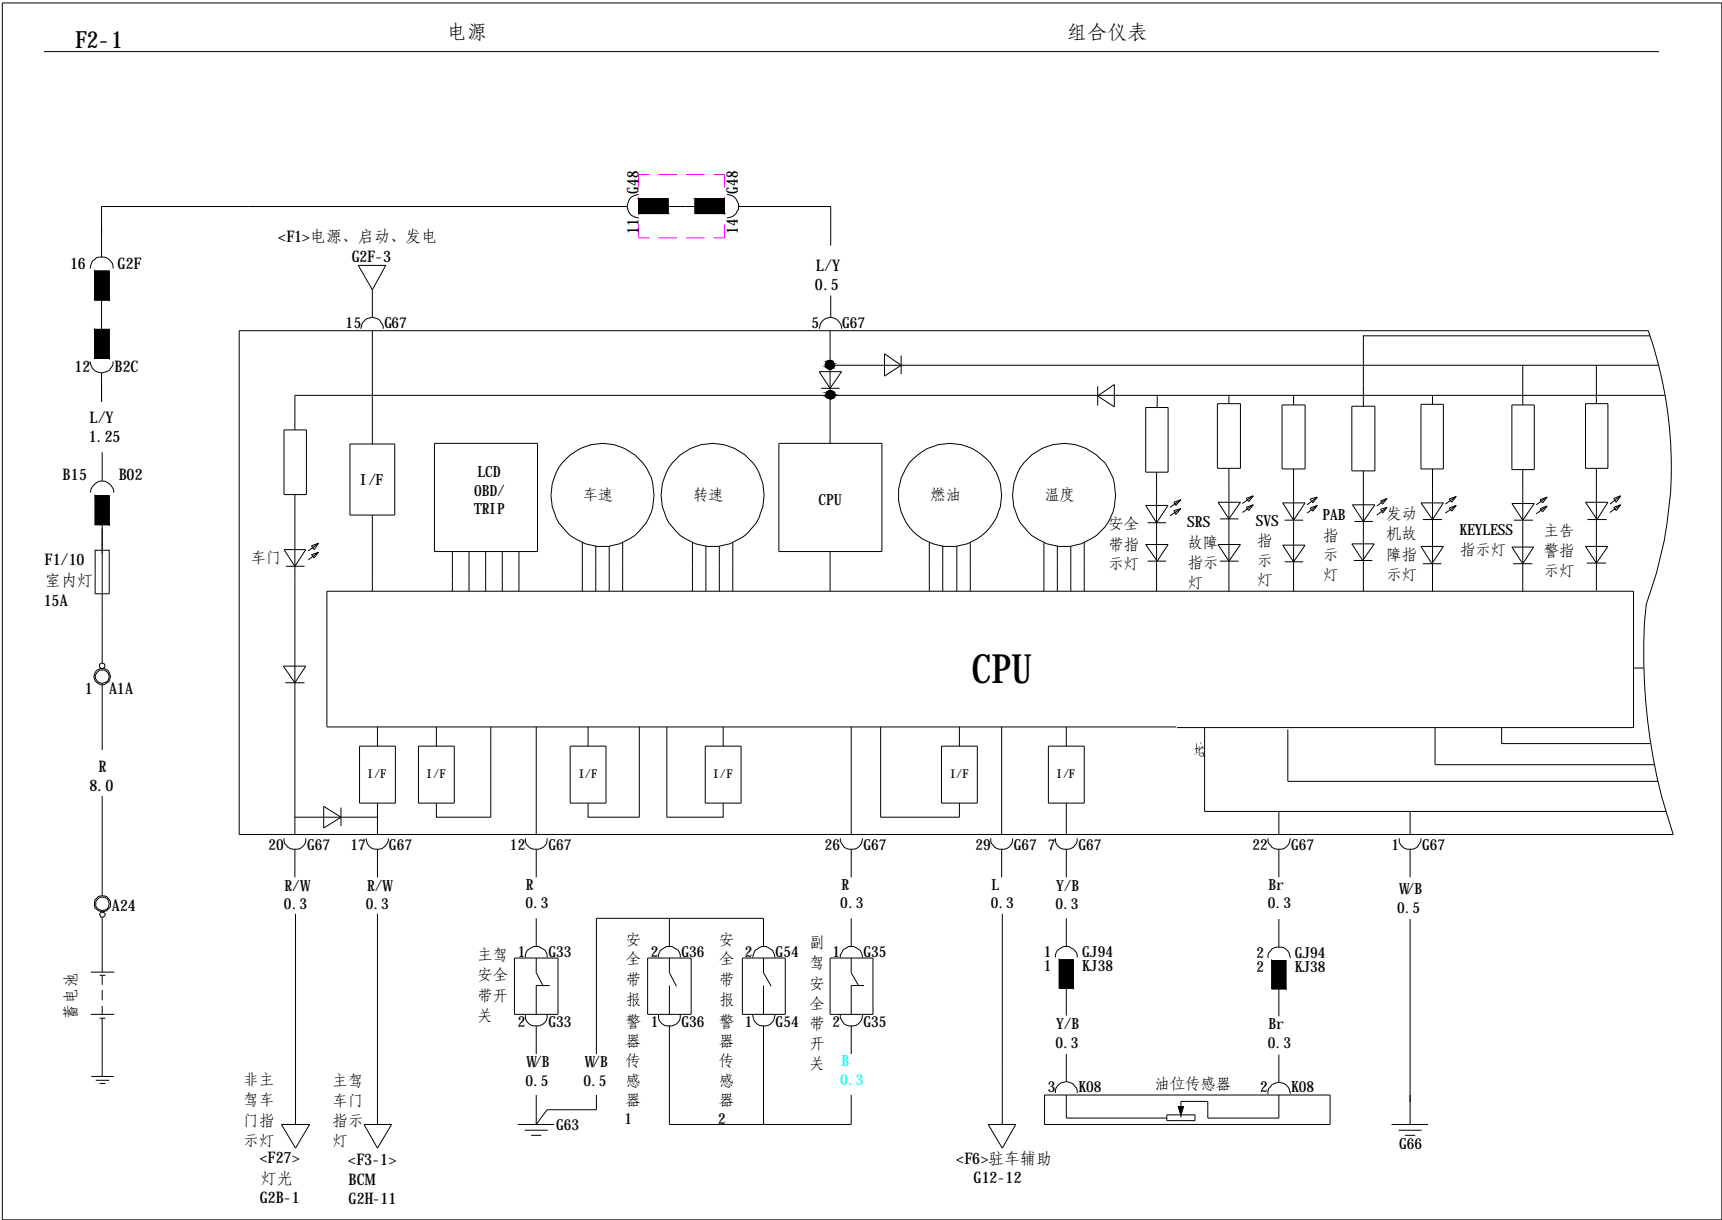 F2-1
电源
组合仪表
G48
11
G48
14
<F1>电源、启动、发电
G2F-3
16 G2F
L/Y
0.5
15 G67
5 G67
12 B2C
L/Y
1.25
B15 B02
F1/10
室内灯
15A
1 A1A
R
8.0
A24
蓄电池
车门
I/F
LCD
OBD/
TRIP
车速
转速
CPU
燃油
温度
安全
带指
示灯
SRS
故障
指示
灯
SVS
指
示
灯
PAB
指
示
灯
发动
机故
障指
示灯
KEYLESS
指示灯
主告
警指
示灯
CPU
I/F
I/F
I/F
I/F
I/F
I/F
20 G67
17 G67
12 G67
26 G67
29 G67
7 G67
22 G67
1 G67
R/W
0.3
R/W
0.3
R
0.3
R
0.3
L
0.3
Y/B
0.3
Br
0.3
W/B
0.5
主驾
安全
带开
关
1 G33
2 G33
安全带报警器传感器1
2 G36
1 G36
安全带报警器传感器2
2 G54
1 G54
副驾安全带开关
1 G35
2 G35
1 GJ94
1 KJ38
2 GJ94
2 KJ38
W/B
0.5
W/B
0.5
B
0.3
Y/B
0.3
Br
0.3
3 K08
油位传感器
2 K08
G63
G66
非主
驾车
门指
示灯
<F27>
灯光
G2B-1
主驾
车门
指示
灯
<F3-1>
BCM
G2H-11
<F6>驻车辅助
G12-12